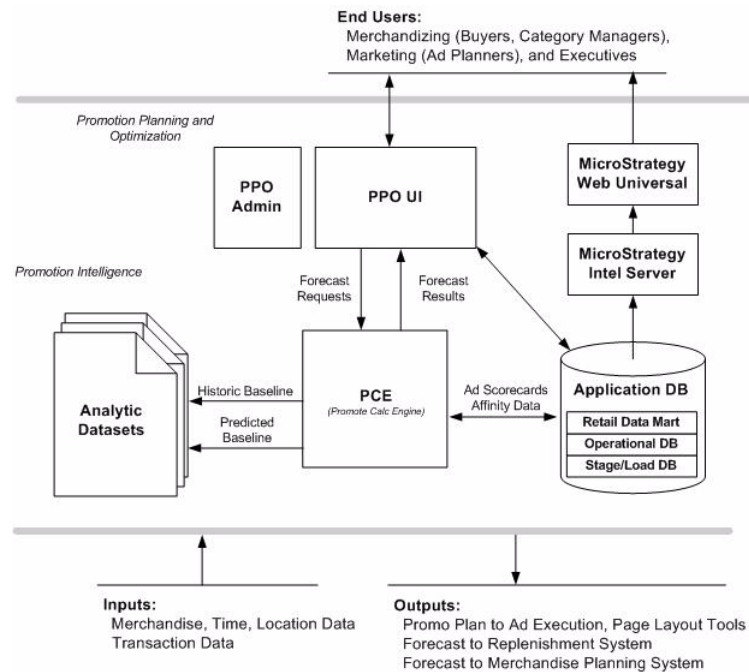 End Users:
Merchandizing (Buyers, Category Managers),
Marketing (Ad Planners), and Executives
Promotion Planning and
Optimization
PPO
Admin
PPO UI
MicroStrategy
Web Universal
MicroStrategy
Intel Server
Promotion Intelligence
Forecast
Requests
Forecast
Results
Analytic
Datasets
Historic Baseline
Predicted
Baseline
PCE
(Promote Calc Engine)
Ad Scorecards
Affinity Data
Application DB
Retail Data Mart
Operational DB
Stage/Load DB
Inputs:
Merchandise, Time, Location Data
Transaction Data
Outputs:
Promo Plan to Ad Execution, Page Layout Tools
Forecast to Replenishment System
Forecast to Merchandise Planning System